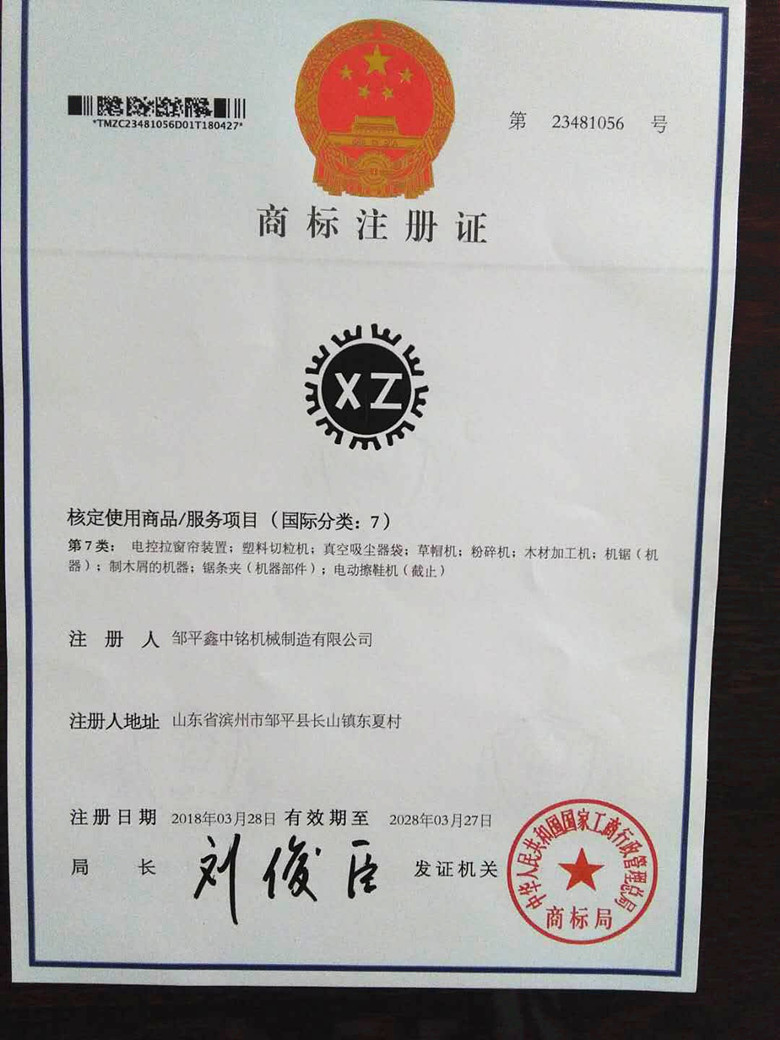 *TMZC23481056D01T180427*
第 23481056 号
商标注册证
XZ
核定使用商品/服务项目（国际分类：7）
第7类：电控拉窗帘装置；塑料切粒机；真空吸尘器袋；草帽机；粉碎机；木材加工机；机锯（机
器）；制木屑的机器；锯条夹（机器部件）；电动擦鞋机（截止）
注册人 邹平鑫中铭机械制造有限公司
注册人地址 山东省滨州市邹平县长山镇东夏村
注册日期 2018年03月28日 有效期至 2028年03月27日
局长 刘俊臣 发证机关
中华人民共和国国家工商行政管理总局
商标局